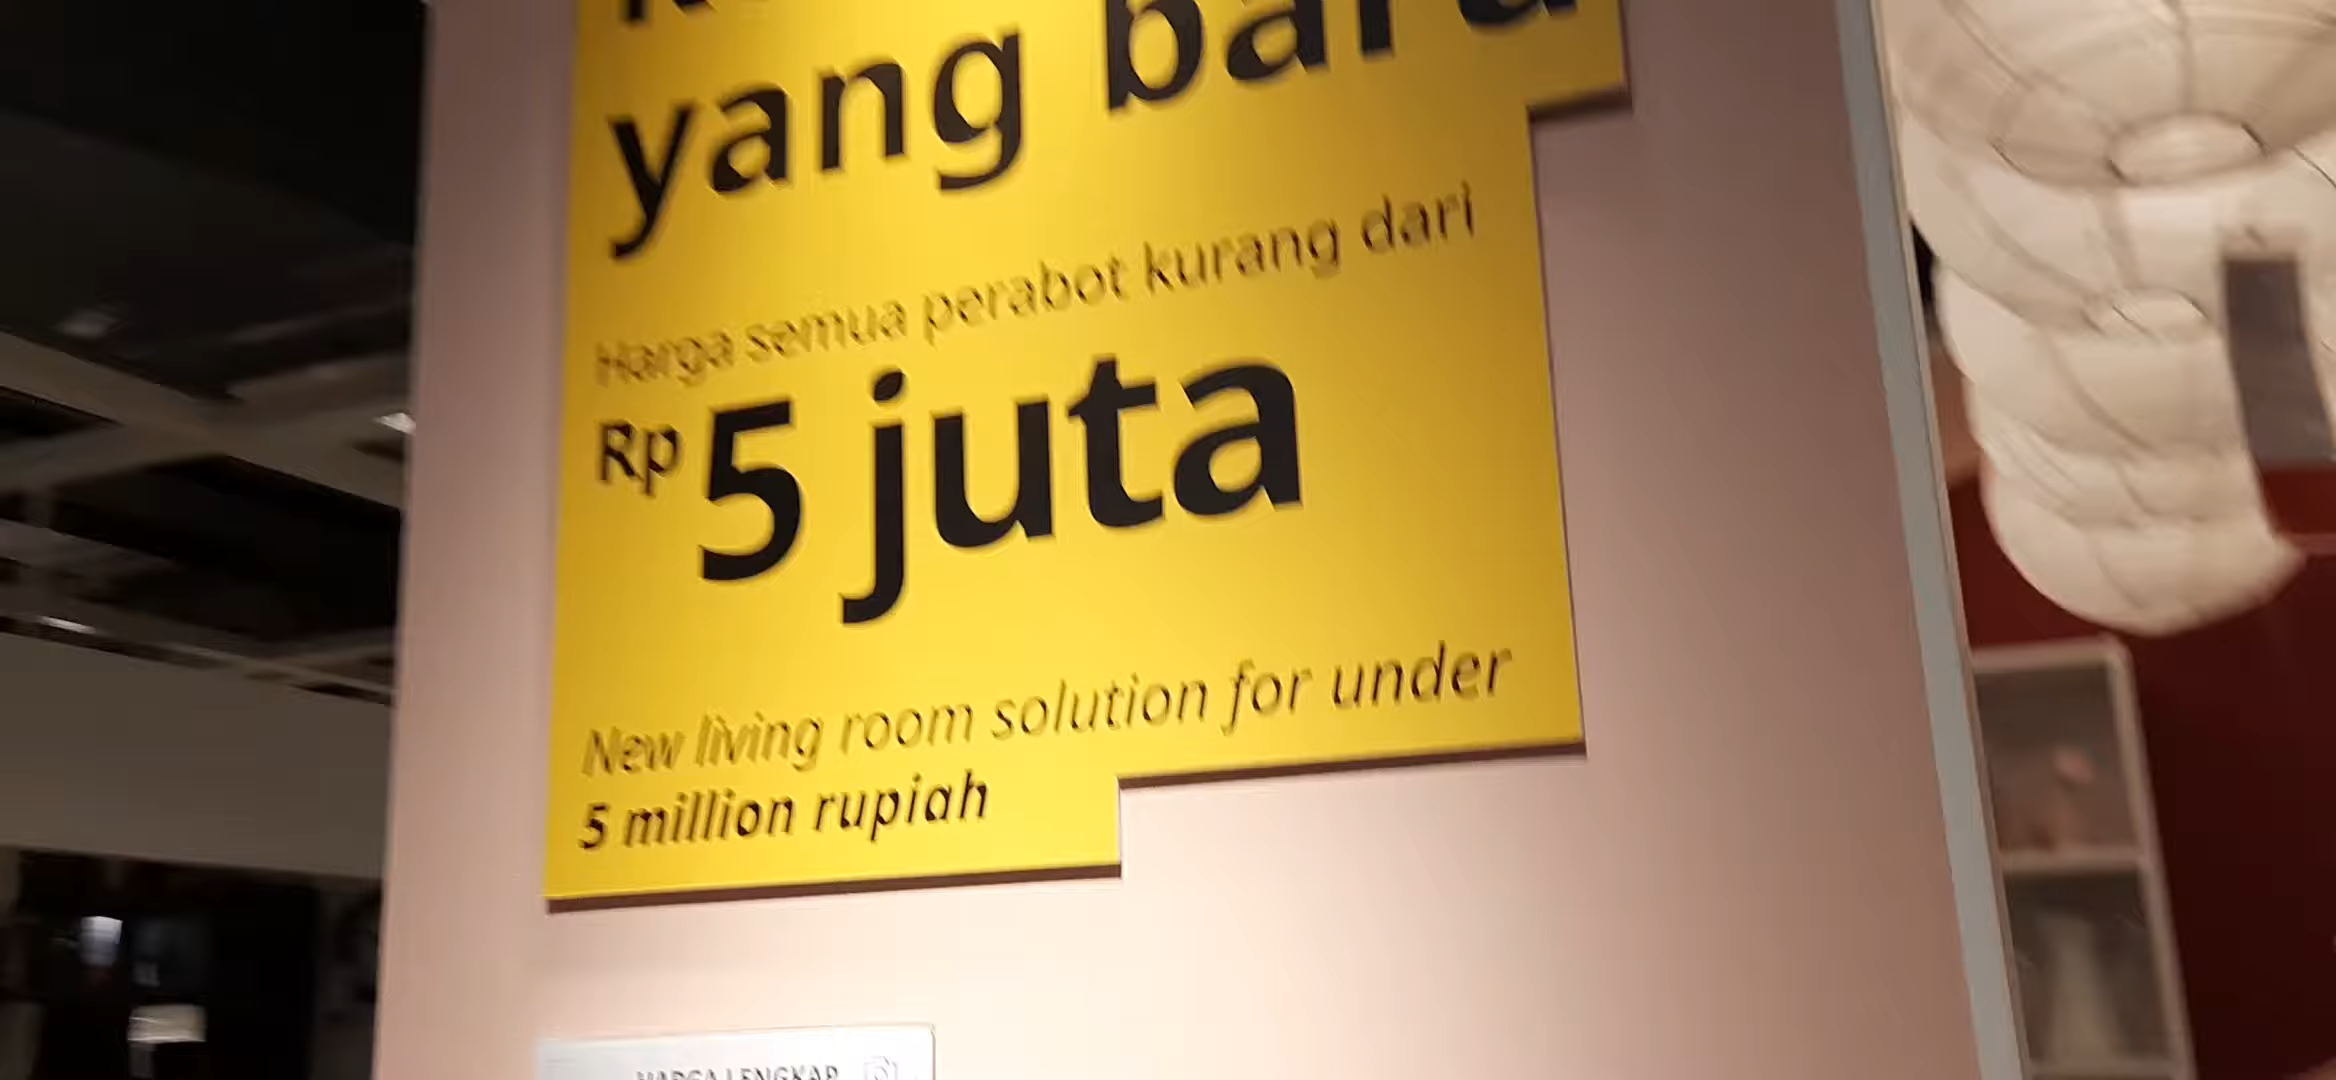 yang baru
Harga semua perabot kurang dari
Rp 5 juta
New living room solution for under
5 million rupiah
HARGA LENGKAP